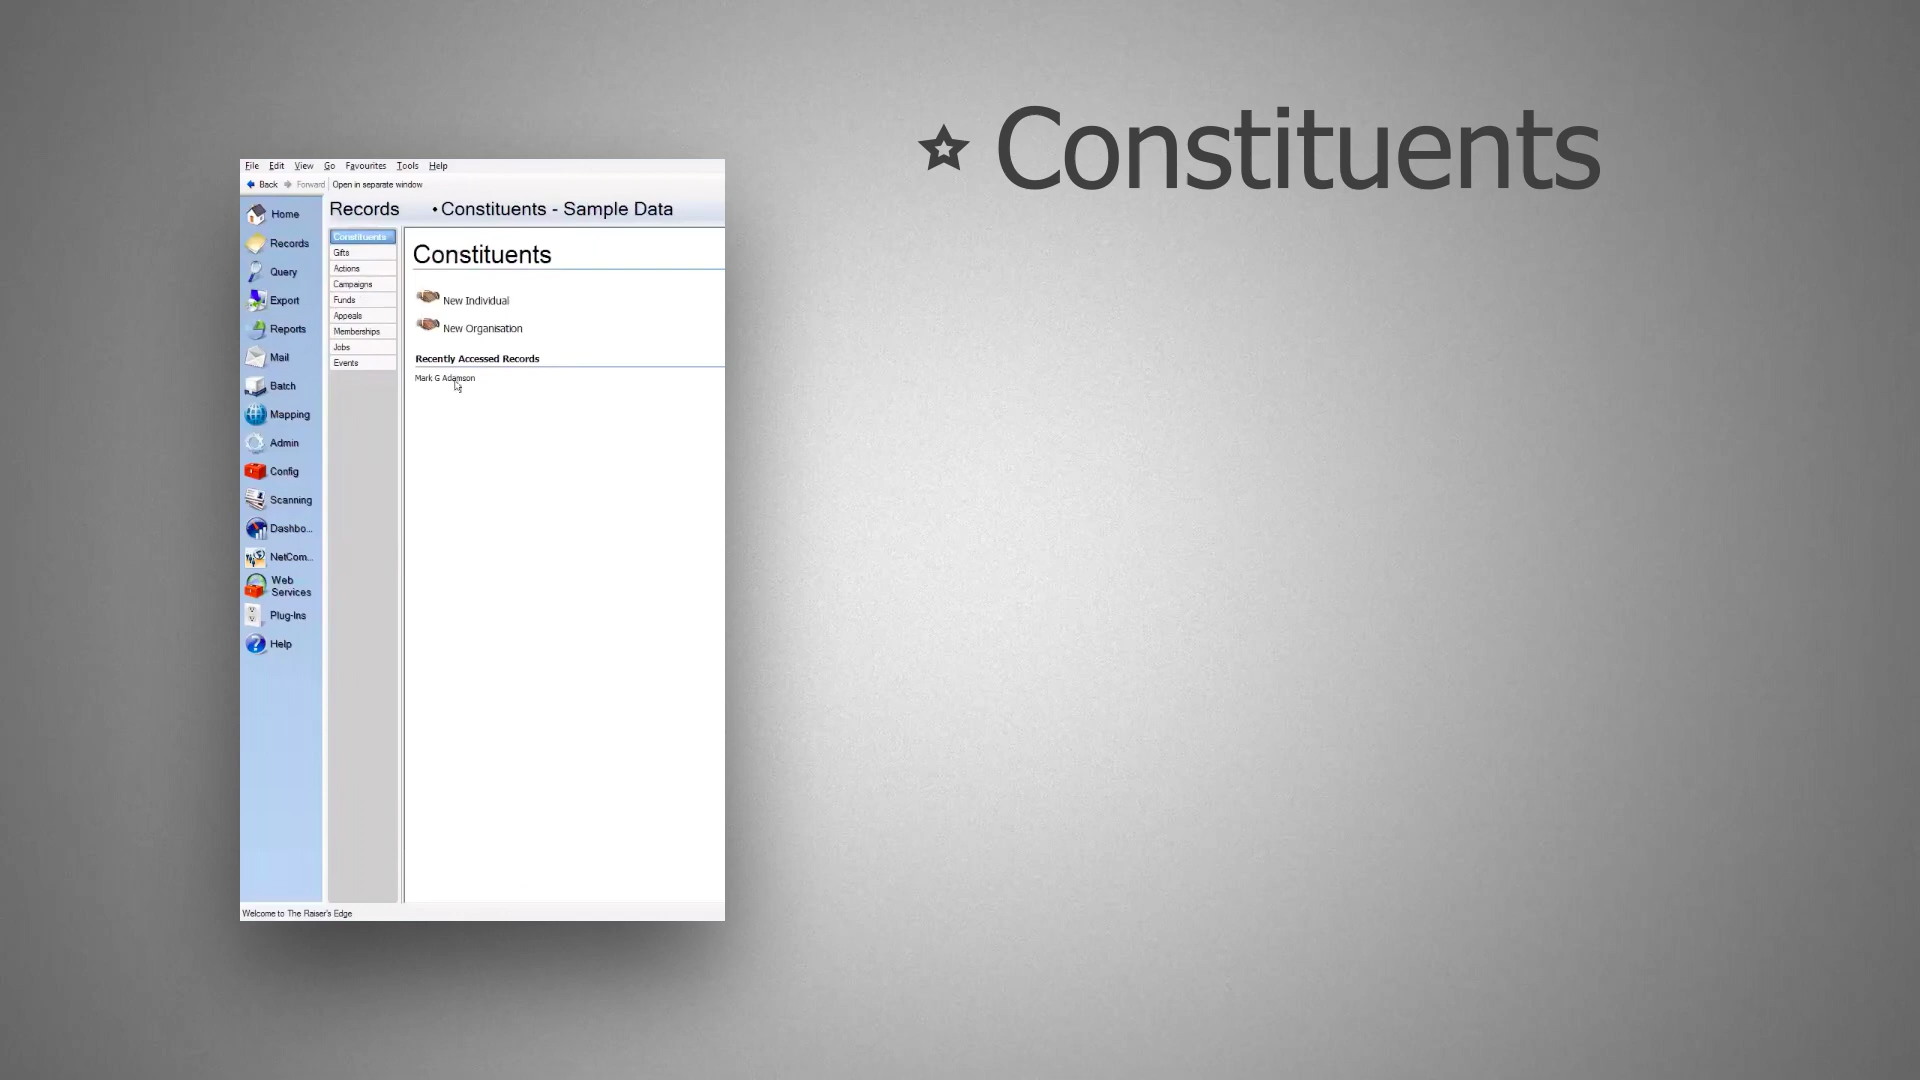 Constituents
File Edit View Go Favourites Tools Help
Back Forward Open in separate window
Records • Constituents - Sample Data
Home
Records
Query
Export
Reports
Mail
Batch
Mapping
Admin
Config
Scanning
Dashbo...
NetCom...
Web
Services
Plug-Ins
Help
Constituents
Gifts
Actions
Campaigns
Funds
Appeals
Memberships
Jobs
Events
Constituents
New Individual
New Organisation
Recently Accessed Records
Mark G Adamson
Welcome to The Raiser's Edge